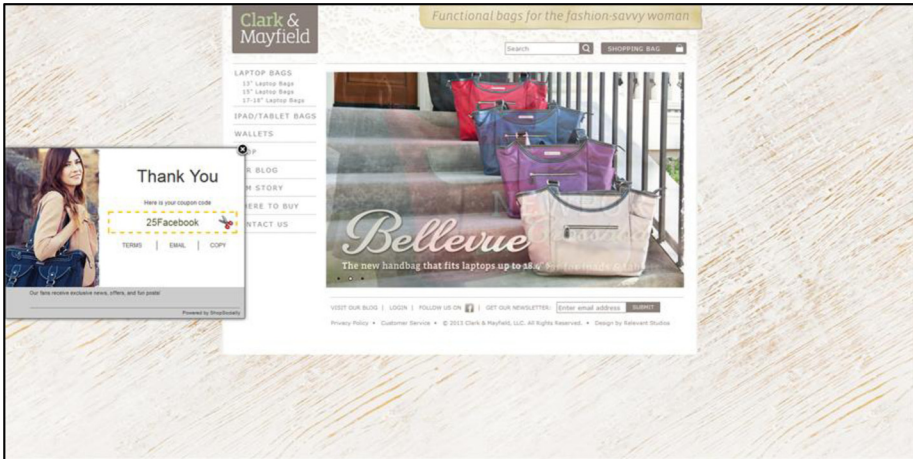 Clark &
Mayfield
Functional bags for the fashion-savvy woman
Search
SHOPPING BAG
LAPTOP BAGS
13" Laptop Bags
15" Laptop Bags
17-18" Laptop Bags
IPAD/TABLET BAGS
WALLETS
BLOG
STORY
TO BUY
CONTACT US
Thank You
Here is your coupon code
25Facebook
TERMS | EMAIL | COPY
Our fans receive exclusive news, offers, and fun posts!
Powered by ShopSocially
Bellevue
The new handbag that fits laptops up to
VISIT OUR BLOG | LOGIN | FOLLOW US ON | GET OUR NEWSLETTER: Enter email address SUBMIT
Privacy Policy • Customer Service • © 2013 Clark & Mayfield, LLC. All Rights Reserved. • Design by Relevant Studios